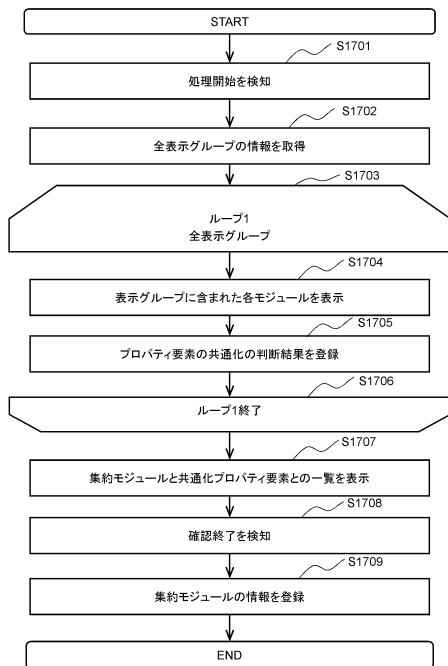 START
S1701
処理開始を検知
S1702
全表示グループの情報を取得
S1703
ループ1
全表示グループ
S1704
表示グループに含まれた各モジュールを表示
S1705
プロパティ要素の共通化の判断結果を登録
S1706
ループ1終了
S1707
集約モジュールと共通化プロパティ要素との一覧を表示
S1708
確認終了を検知
S1709
集約モジュールの情報を登録
END